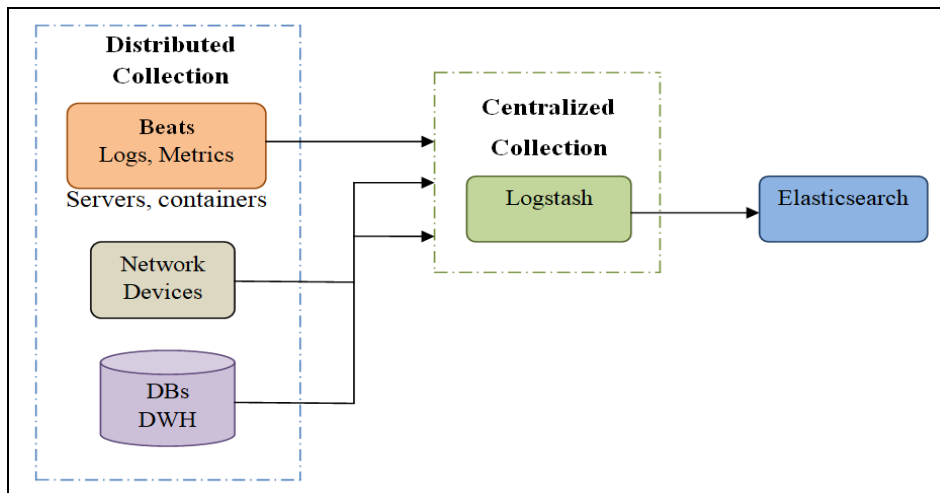 Distributed
Collection
Beats
Logs, Metrics
Servers, containers
Network
Devices
DBs
DWH
Centralized
Collection
Logstash
Elasticsearch